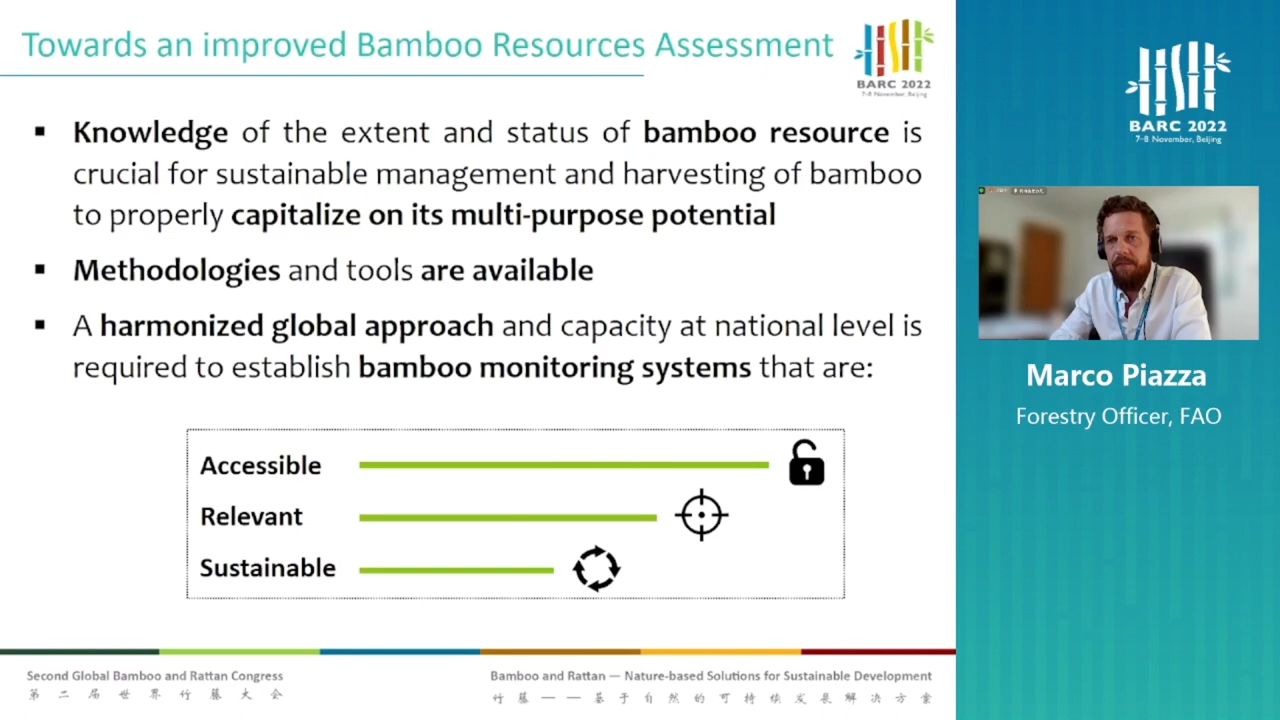 Towards an improved Bamboo Resources Assessment
BARC 2022
7-8 November, Beijing
▪ Knowledge of the extent and status of bamboo resource is
crucial for sustainable management and harvesting of bamboo
to properly capitalize on its multi-purpose potential
▪ Methodologies and tools are available
▪ A harmonized global approach and capacity at national level is
required to establish bamboo monitoring systems that are:
Accessible
Relevant
Sustainable
Second Global Bamboo and Rattan Congress
第二届世界竹藤大会
Bamboo and Rattan — Nature-based Solutions for Sustainable Development
竹藤——基于自然的可持续发展解决方案
BARC 2022
7-8 November, Beijing
Marco Piazza
Forestry Officer, FAO